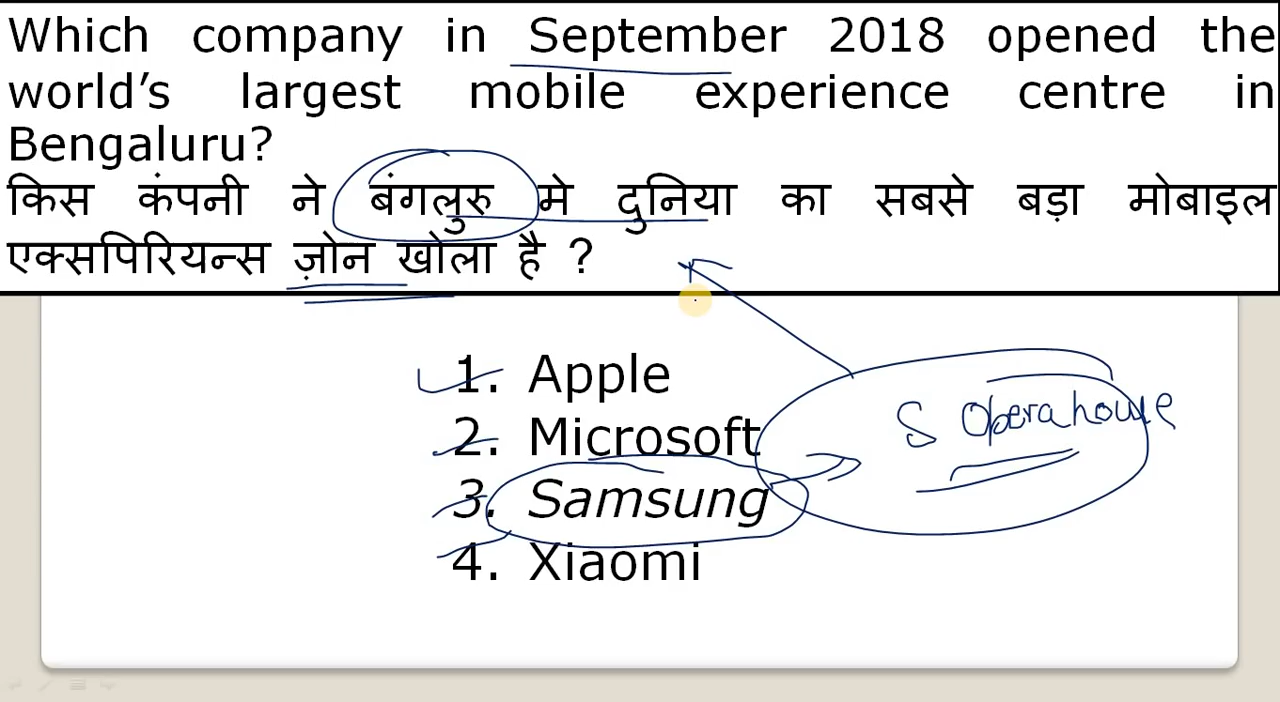 Which company in September 2018 opened the
world's largest mobile experience centre in
Bengaluru?
किस कंपनी ने बंगलुरु मे दुनिया का सबसे बड़ा मोबाइल
एक्सपिरियन्स ज़ोन खोला है ?
1. Apple
2. Microsoft
S Operahouse
3. Samsung
4. Xiaomi